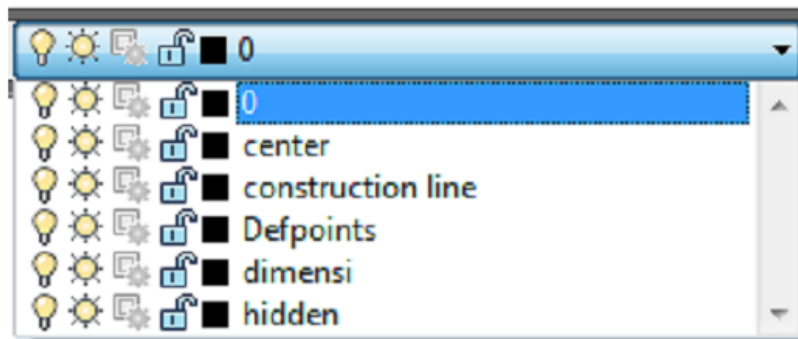 0
0
center
construction line
Defpoints
dimensi
hidden